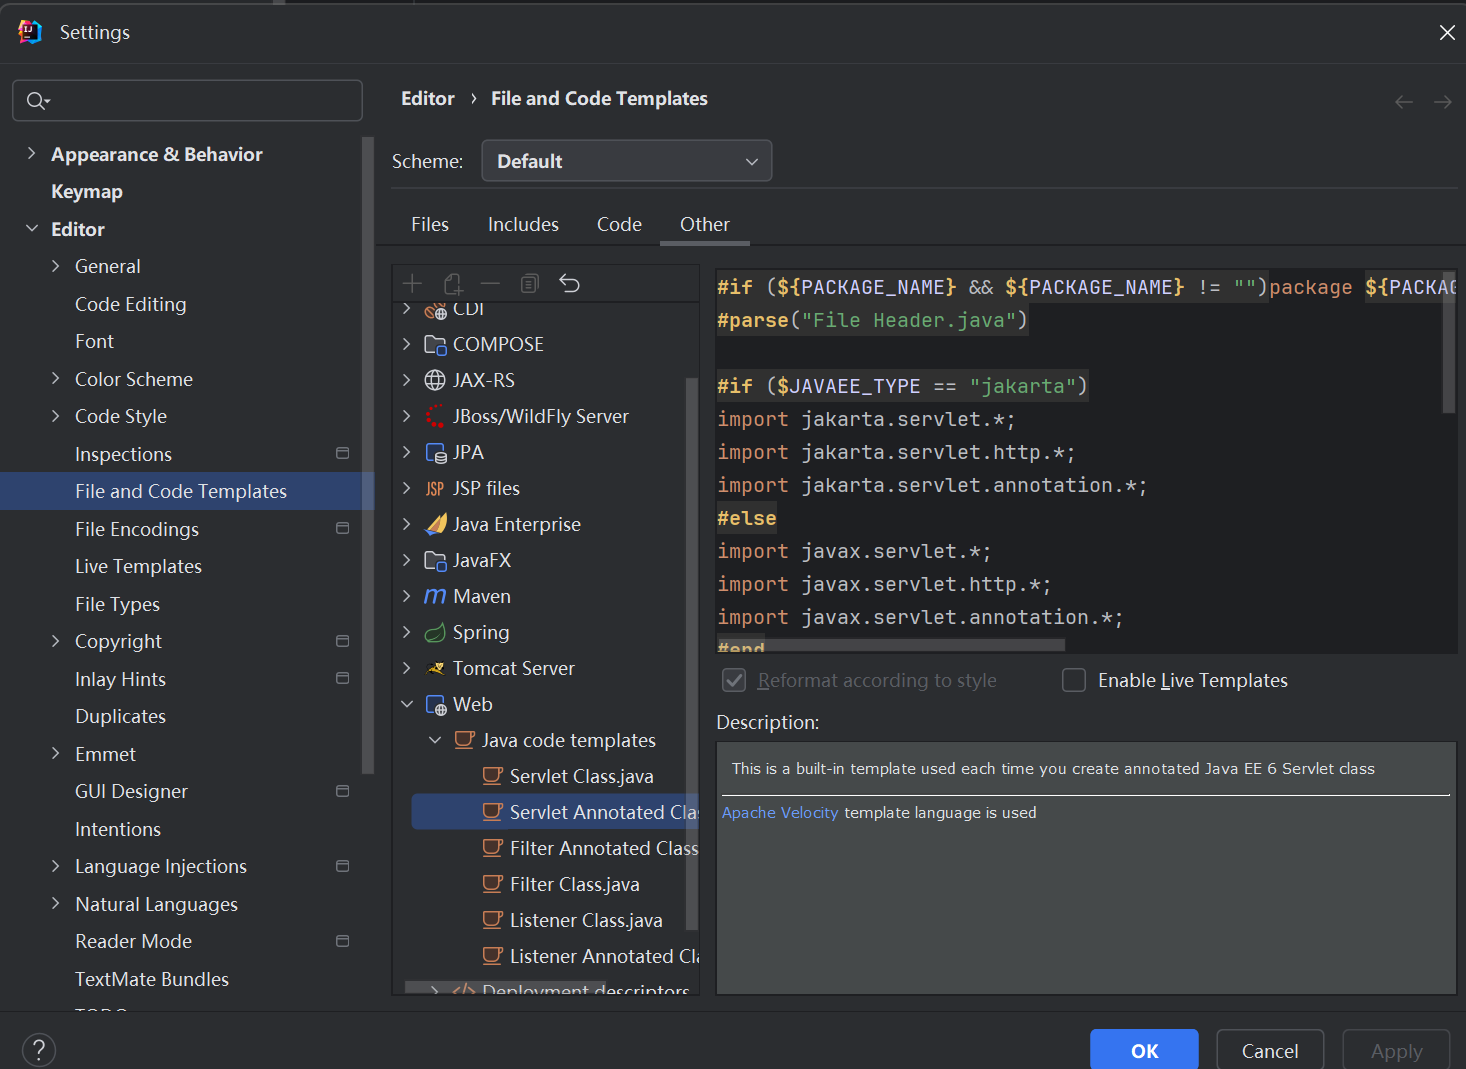 Settings
Appearance & Behavior
Keymap
Editor
General
Code Editing
Font
Color Scheme
Code Style
Inspections
File and Code Templates
File Encodings
Live Templates
File Types
Copyright
Inlay Hints
Duplicates
Emmet
GUI Designer
Intentions
Language Injections
Natural Languages
Reader Mode
TextMate Bundles
TODO
Editor › File and Code Templates
Scheme: Default
Files Includes Code Other
CDI
COMPOSE
JAX-RS
JBoss/WildFly Server
JPA
JSP JSP files
Java Enterprise
JavaFX
m Maven
Spring
Tomcat Server
Web
Java code templates
Servlet Class.java
Servlet Annotated Clas
Filter Annotated Class
Filter Class.java
Listener Class.java
Listener Annotated Cla
</> Deployment descriptors
#if (${PACKAGE_NAME} && ${PACKAGE_NAME} != "")package ${PACKAG
#parse("File Header.java")
#if ($JAVAEE_TYPE == "jakarta")
import jakarta.servlet.*;
import jakarta.servlet.http.*;
import jakarta.servlet.annotation.*;
#else
import javax.servlet.*;
import javax.servlet.http.*;
import javax.servlet.annotation.*;
#end
Reformat according to style Enable Live Templates
Description:
This is a built-in template used each time you create annotated Java EE 6 Servlet class
Apache Velocity template language is used
? OK Cancel Apply